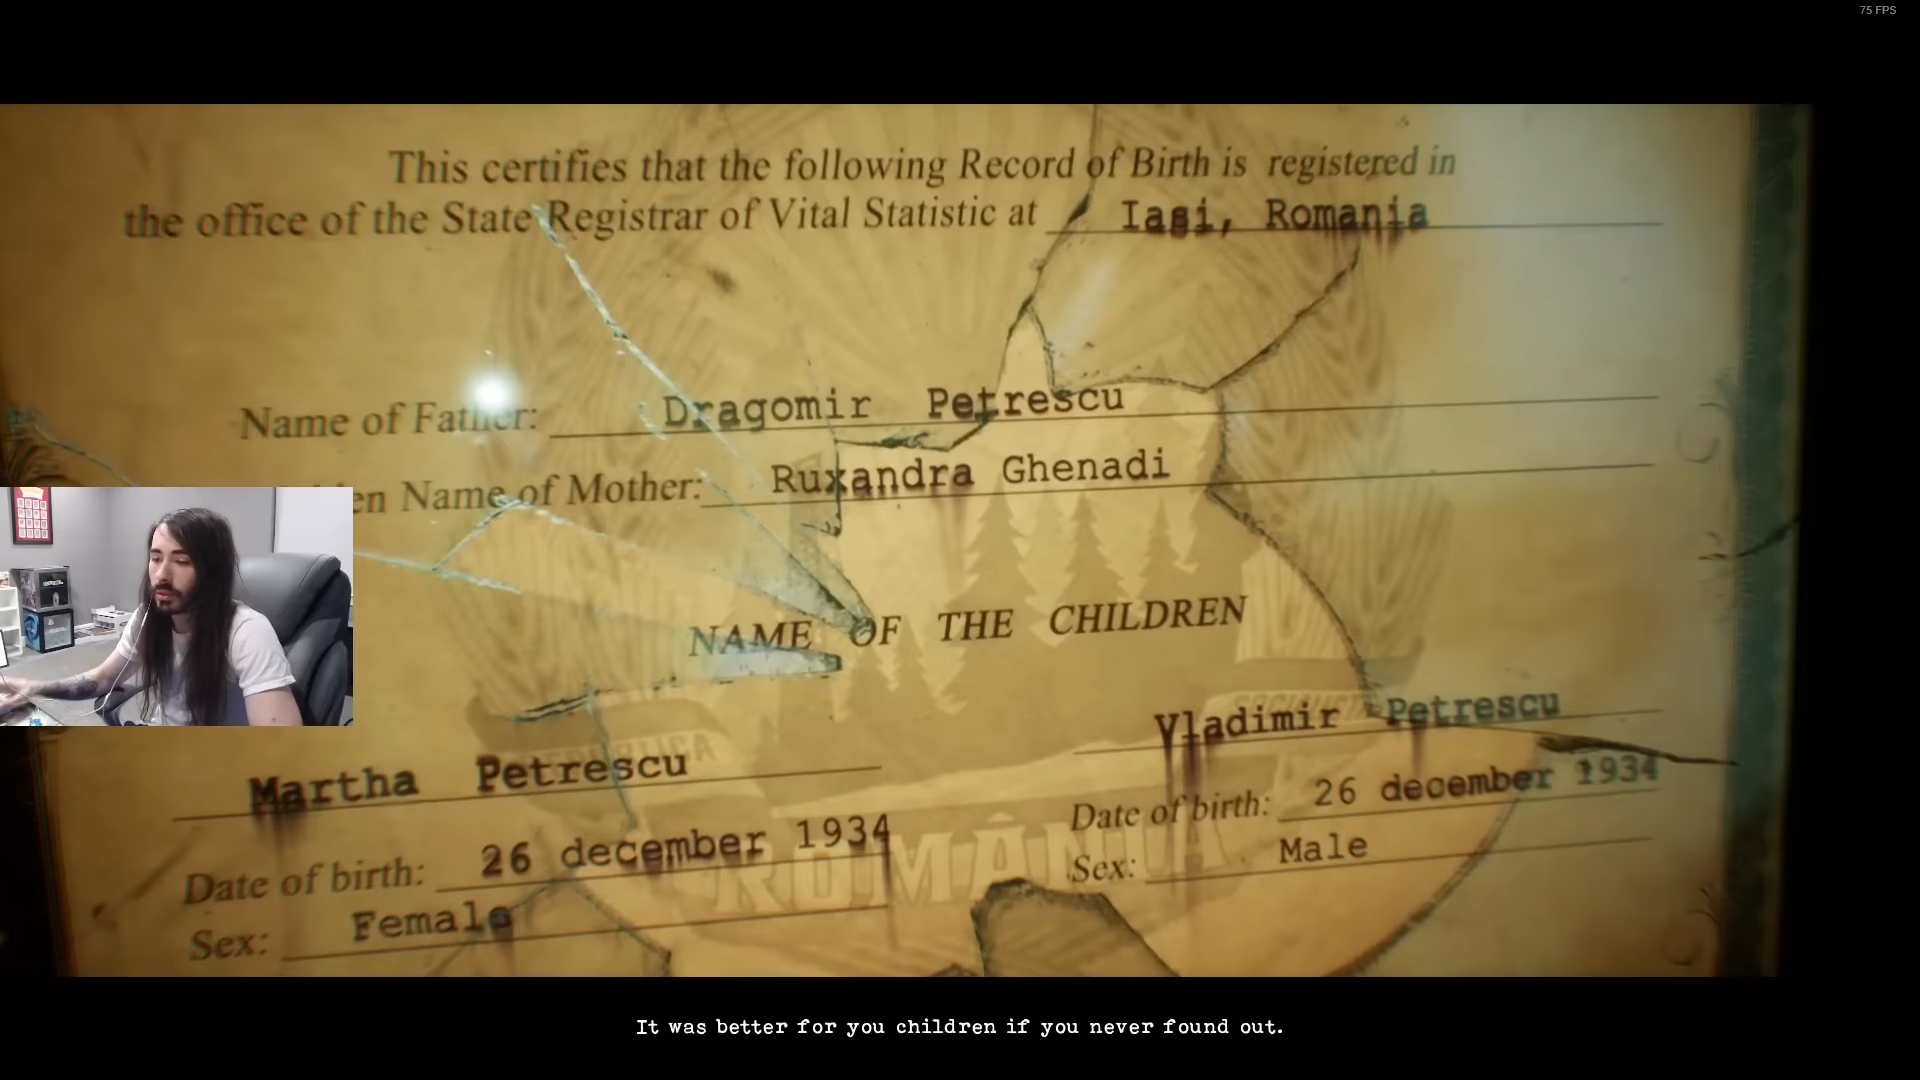 75 FPS
This certifies that the following Record of Birth is registered in
the office of the State Registrar of Vital Statistic at Iasi, Romania
Name of Father: Dragomir Petrescu
Name of Mother: Ruxandra Ghenadi
NAME OF THE CHILDREN
Martha Petrescu
Date of birth: 26 december 1934
Sex: Female
Vladimir Petrescu
Date of birth: 26 december 1934
Sex: Male
ROMÂNIA
It was better for you children if you never found out.